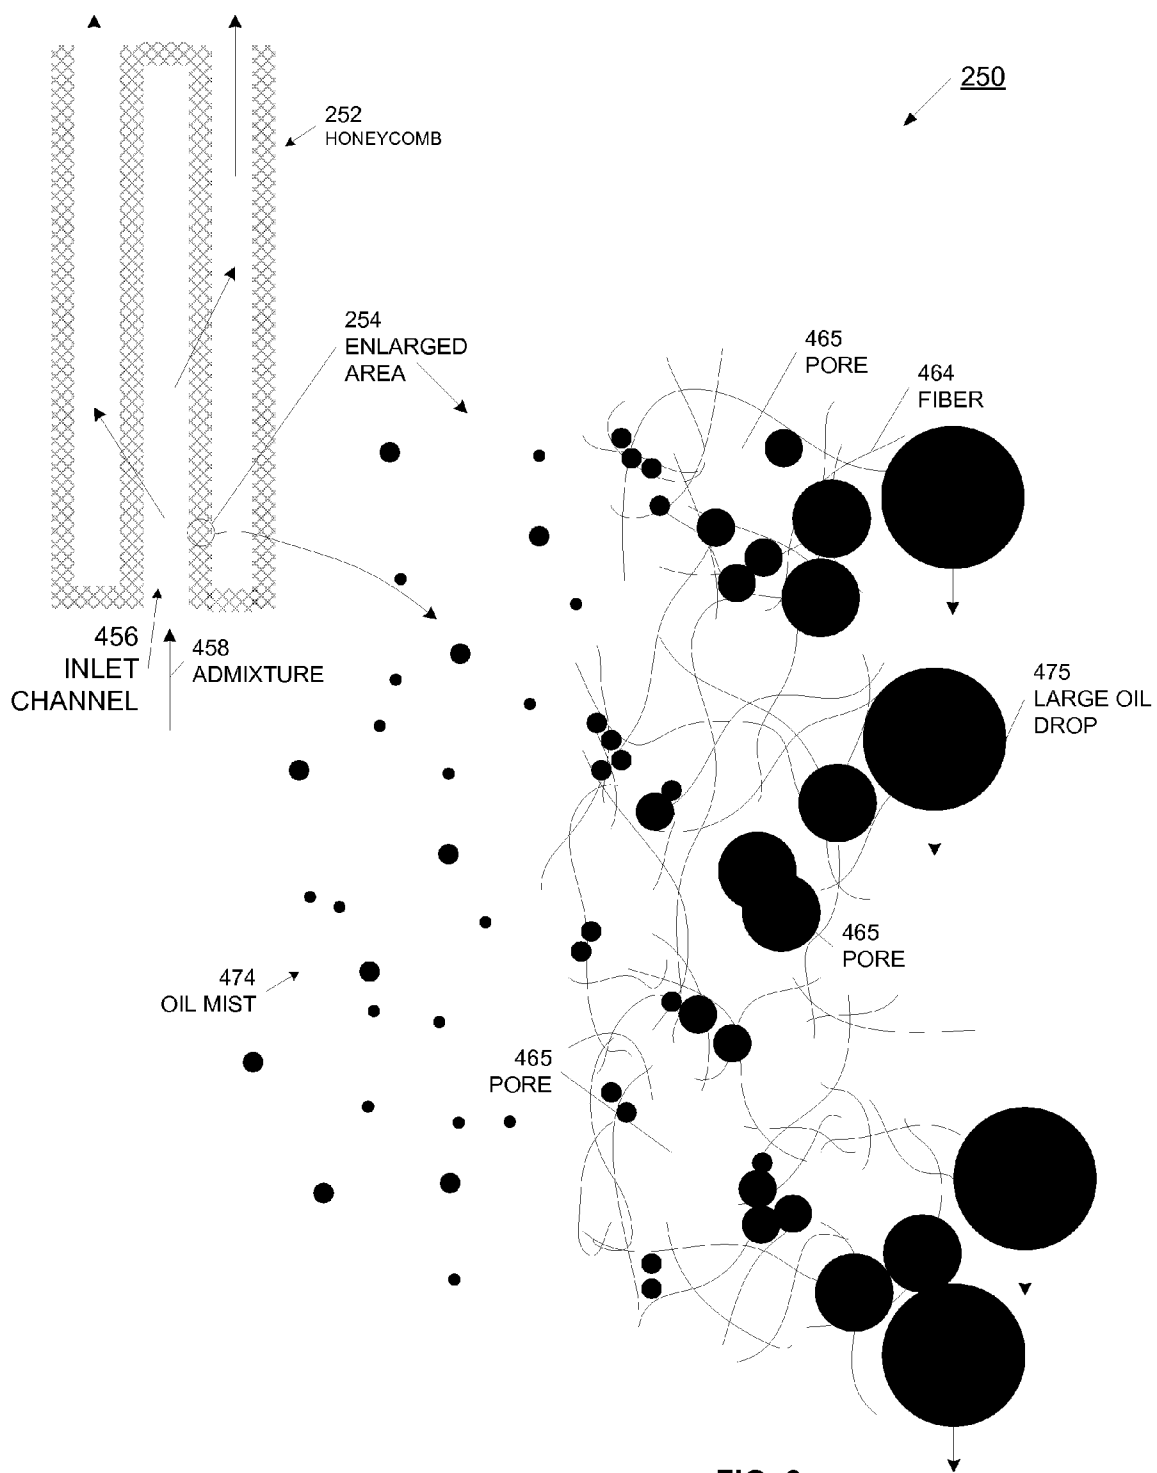 250
252
HONEYCOMB
254
ENLARGED
AREA
465
PORE
464
FIBER
456
INLET
CHANNEL
458
ADMIXTURE
475
LARGE OIL
DROP
465
PORE
474
OIL MIST
465
PORE
FIG.